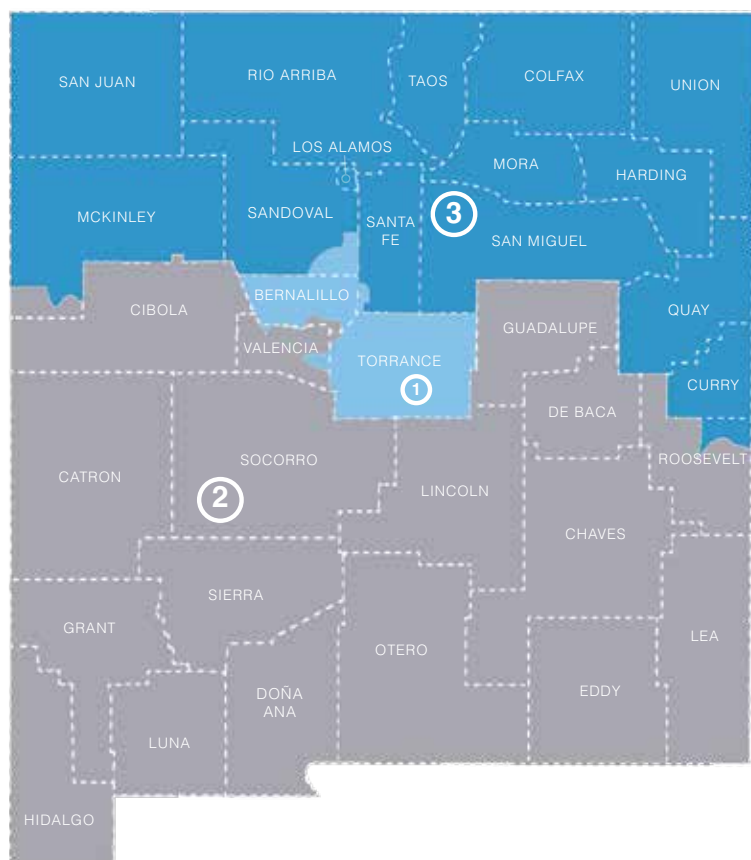 SAN JUAN
RIO ARRIBA
TAOS
COLFAX
UNION
LOS ALAMOS
MORA
HARDING
MCKINLEY
SANDOVAL
SANTA
FE
3
SAN MIGUEL
BERNALILLO
CIBOLA
QUAY
GUADALUPE
VALENCIA
TORRANCE
1
CURRY
DE BACA
SOCORRO
ROOSEVELT
CATRON
2
LINCOLN
CHAVES
SIERRA
GRANT
LEA
OTERO
DOÑA
ANA
EDDY
LUNA
HIDALGO